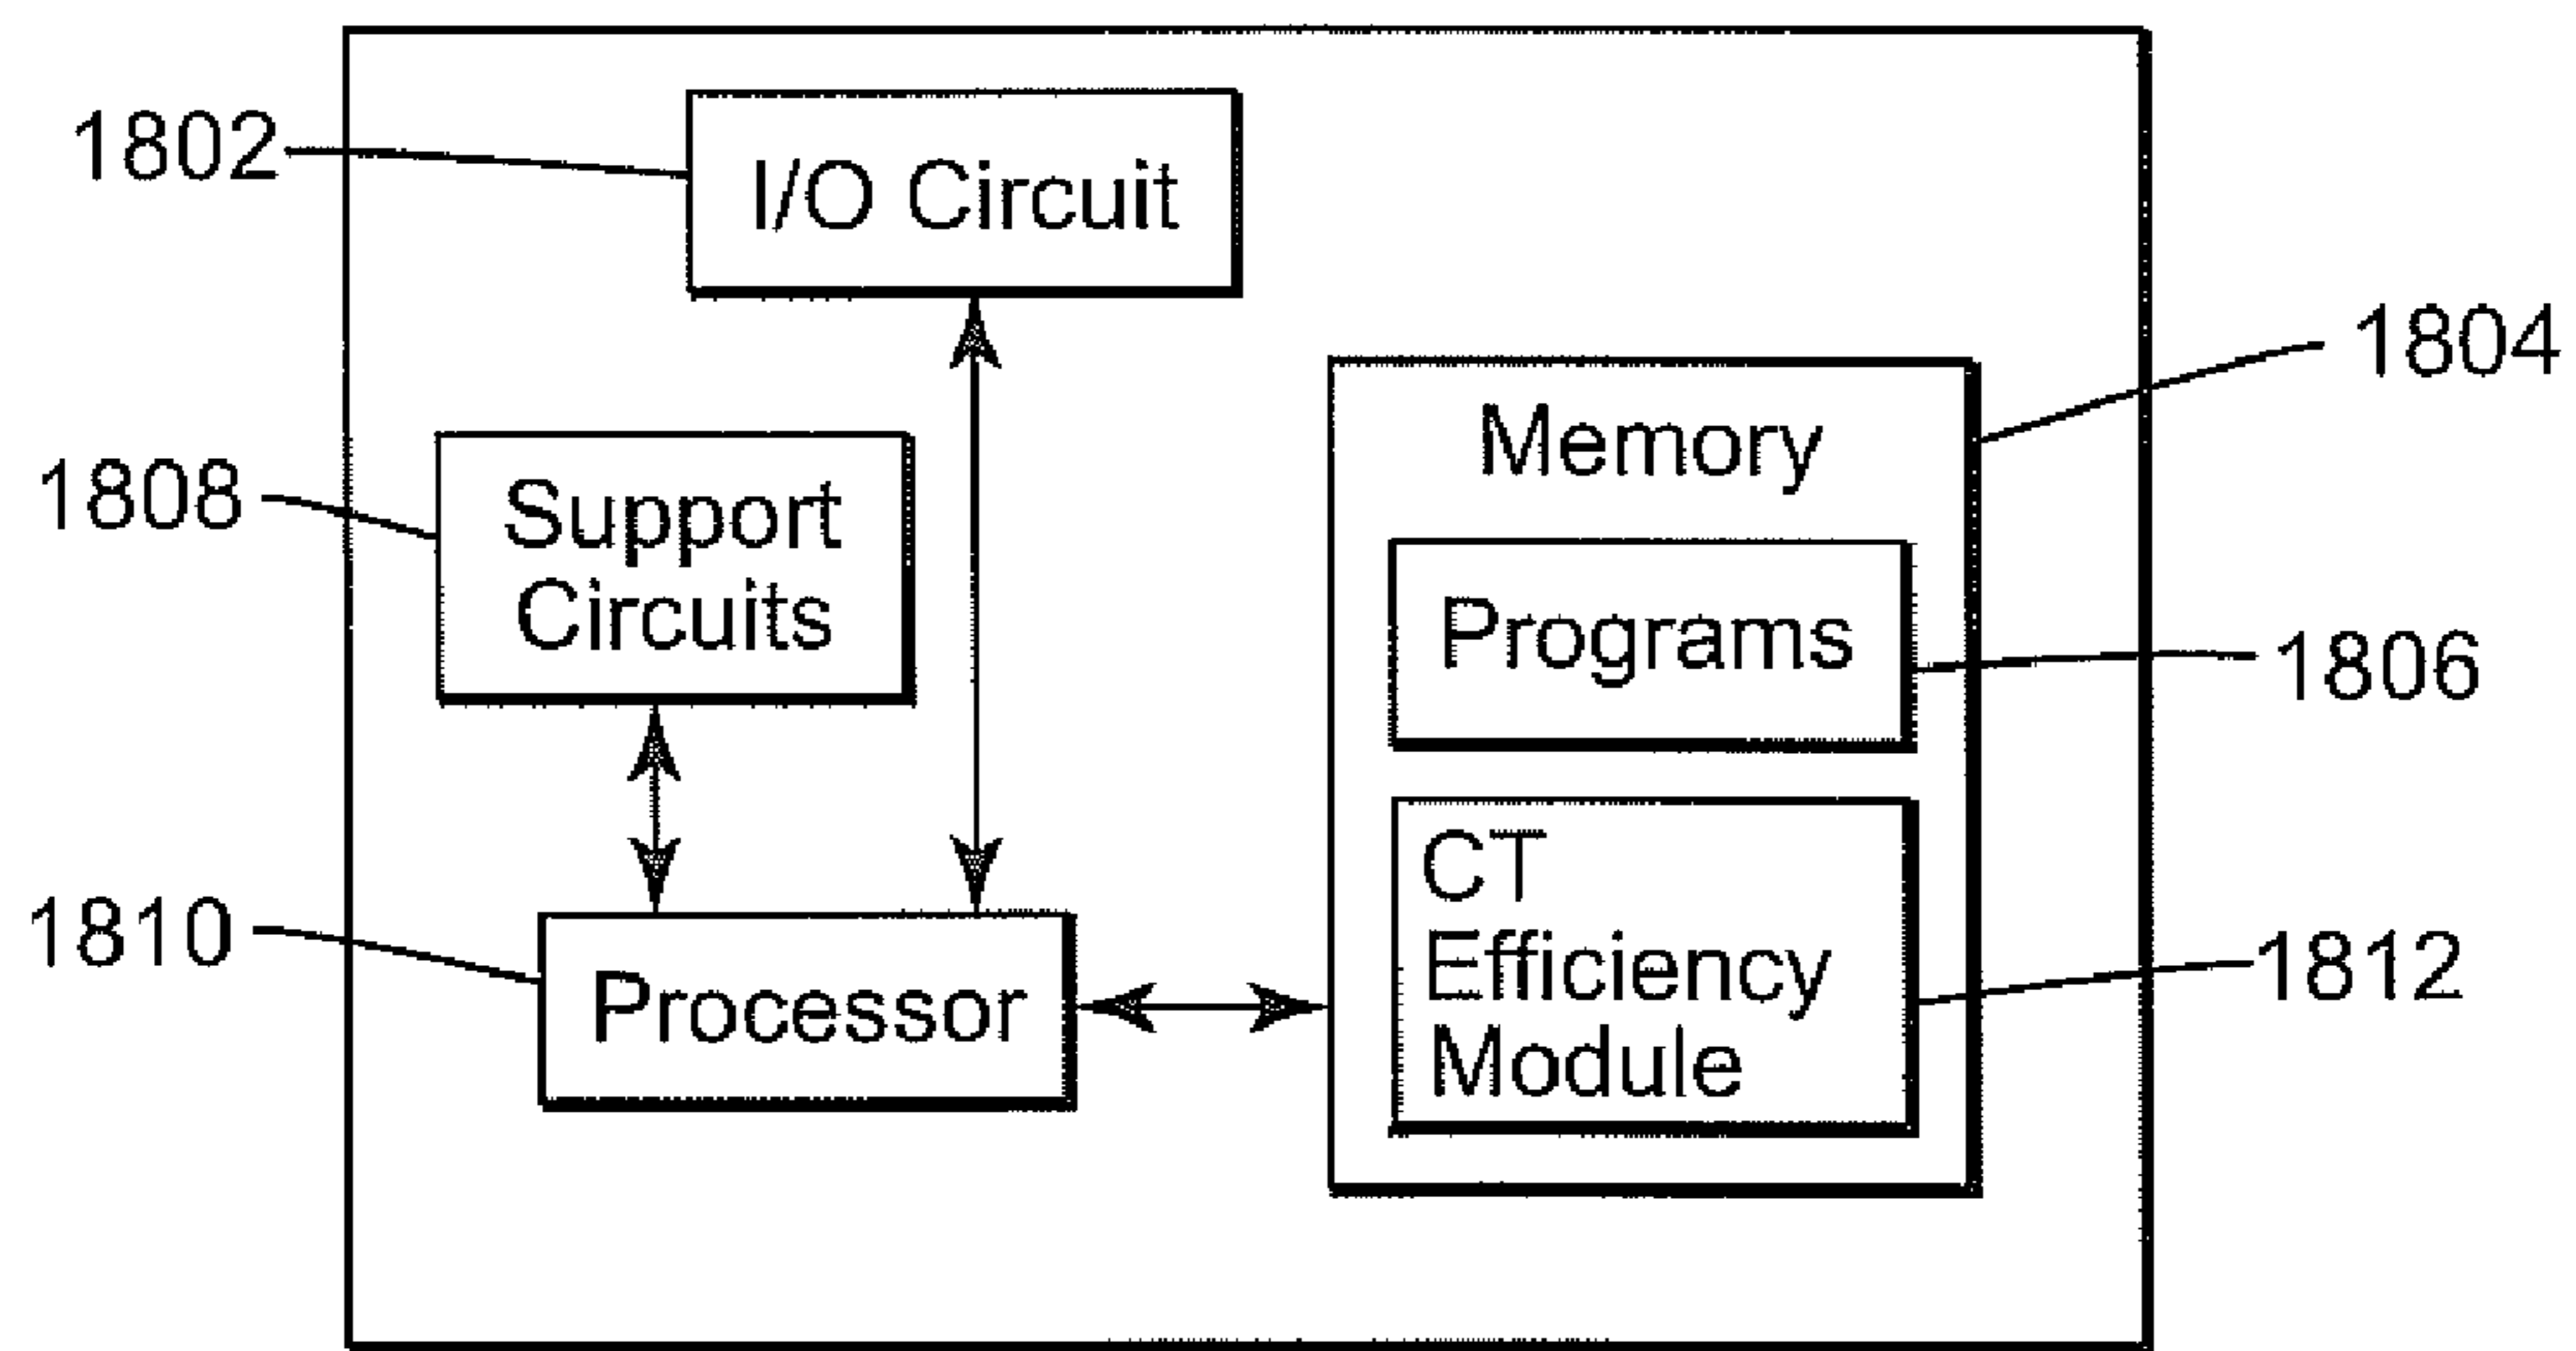 1802
I/O Circuit
1804
Memory
1808
Support
Circuits
Programs
1806
1810
Processor
CT
Efficiency
Module
1812